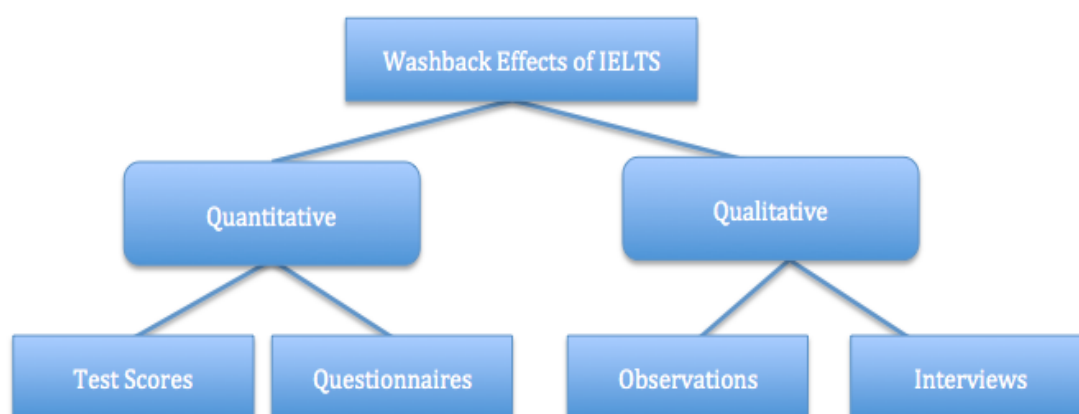 Washback Effects of IELTS
Quantitative
Qualitative
Test Scores
Questionnaires
Observations
Interviews